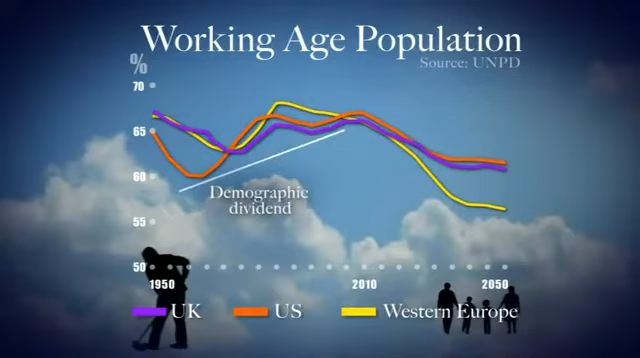 Working Age Population
Source: UNPD
%
70
65
60
55
50
Demographic
dividend
1950 2010 2050
UK US Western Europe